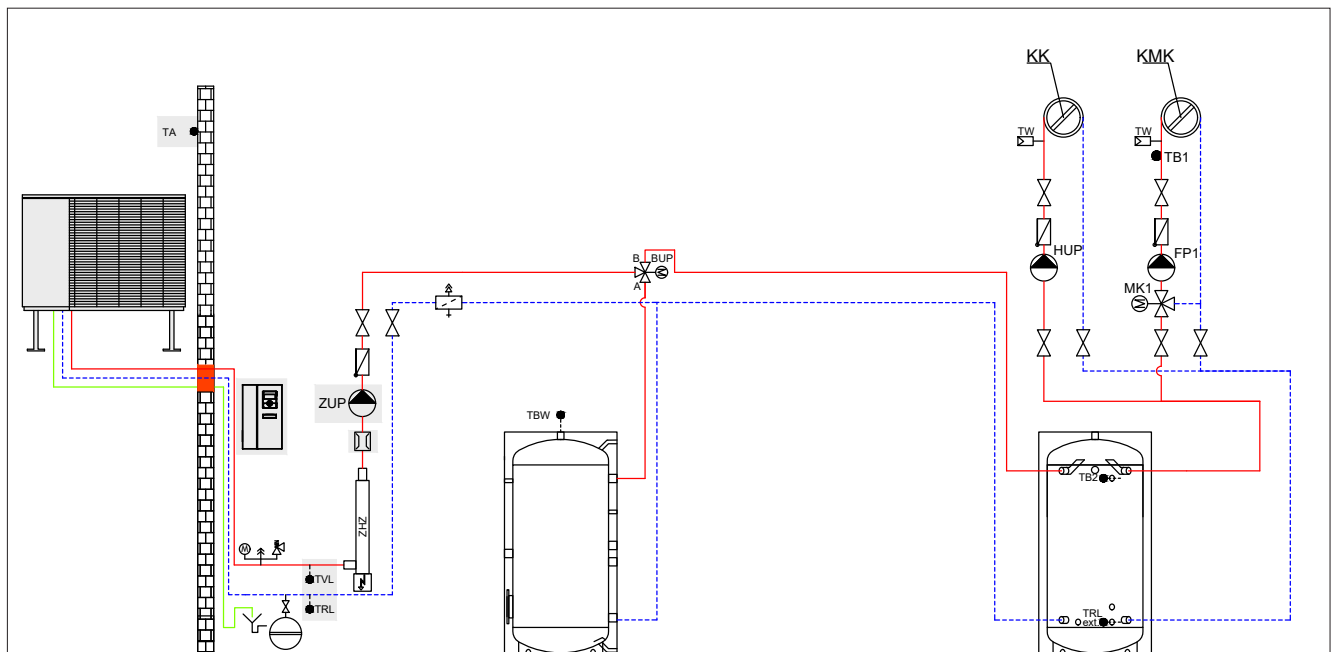 KK
KMK
TA
TW
TW
TB1
B
BUP
HUP
FP1
A
M
MK1
M
ZUP
TBW
TB2
ZHZ
M
TVL
TRL
TRL
ext.